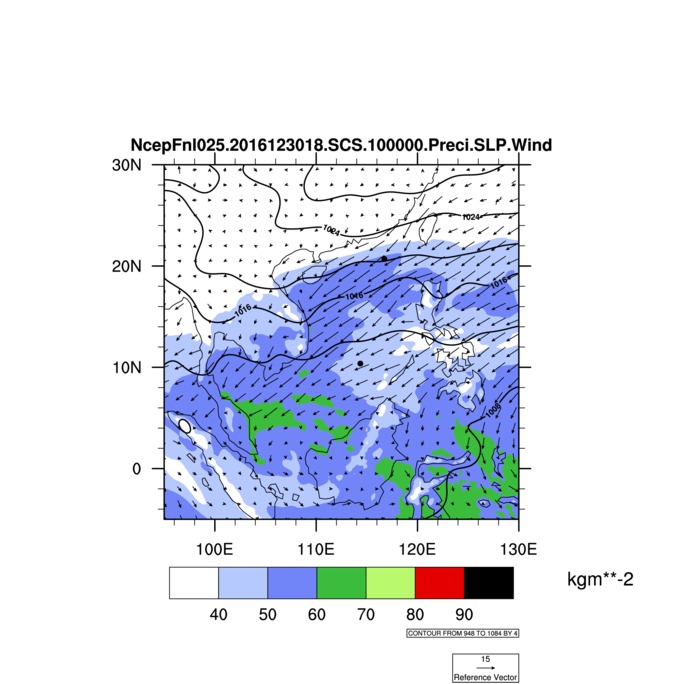 NcepFnl025.2016123018.SCS.100000.Preci.SLP.Wind
30N
1024
1024
20N
1016
1016
1016
10N
1008
0
100E 110E 120E 130E
kgm**-2
40 50 60 70 80 90
CONTOUR FROM 948 TO 1084 BY 4
15
Reference Vector